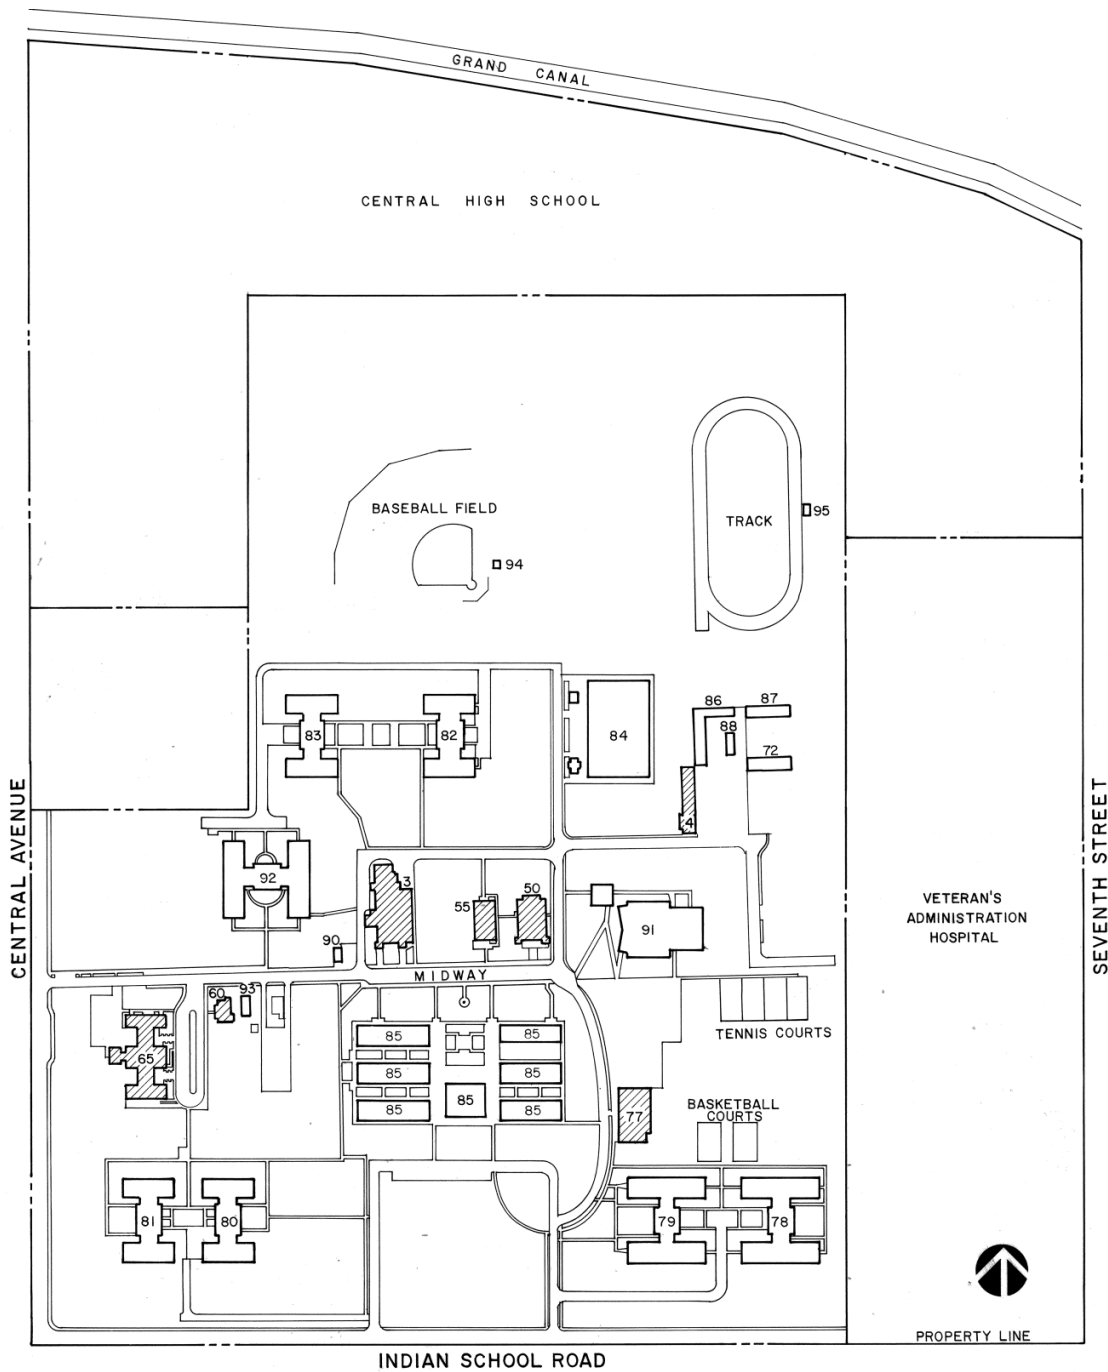 GRAND CANAL
CENTRAL HIGH SCHOOL
BASEBALL FIELD
TRACK
95
94
86
87
88
83
82
84
72
4
CENTRAL AVENUE
SEVENTH STREET
92
3
50
55
VETERAN'S
ADMINISTRATION
HOSPITAL
91
90
MIDWAY
60
93
TENNIS COURTS
85
85
65
85
85
85
BASKETBALL
COURTS
85
85
77
81
80
79
78
PROPERTY LINE
INDIAN SCHOOL ROAD